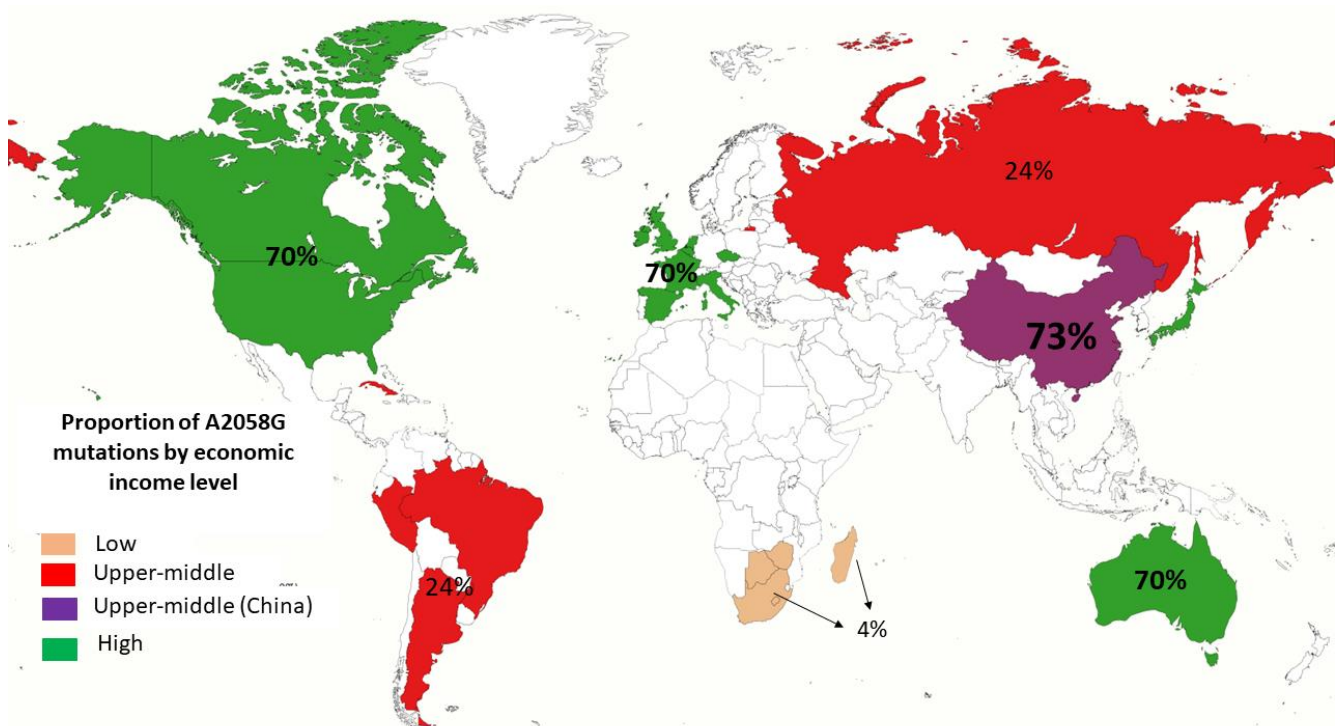 24%
70%
70%
73%
Proportion of A2058G
mutations by economic
income level
Low
Upper-middle
Upper-middle (China)
High
24%
70%
4%